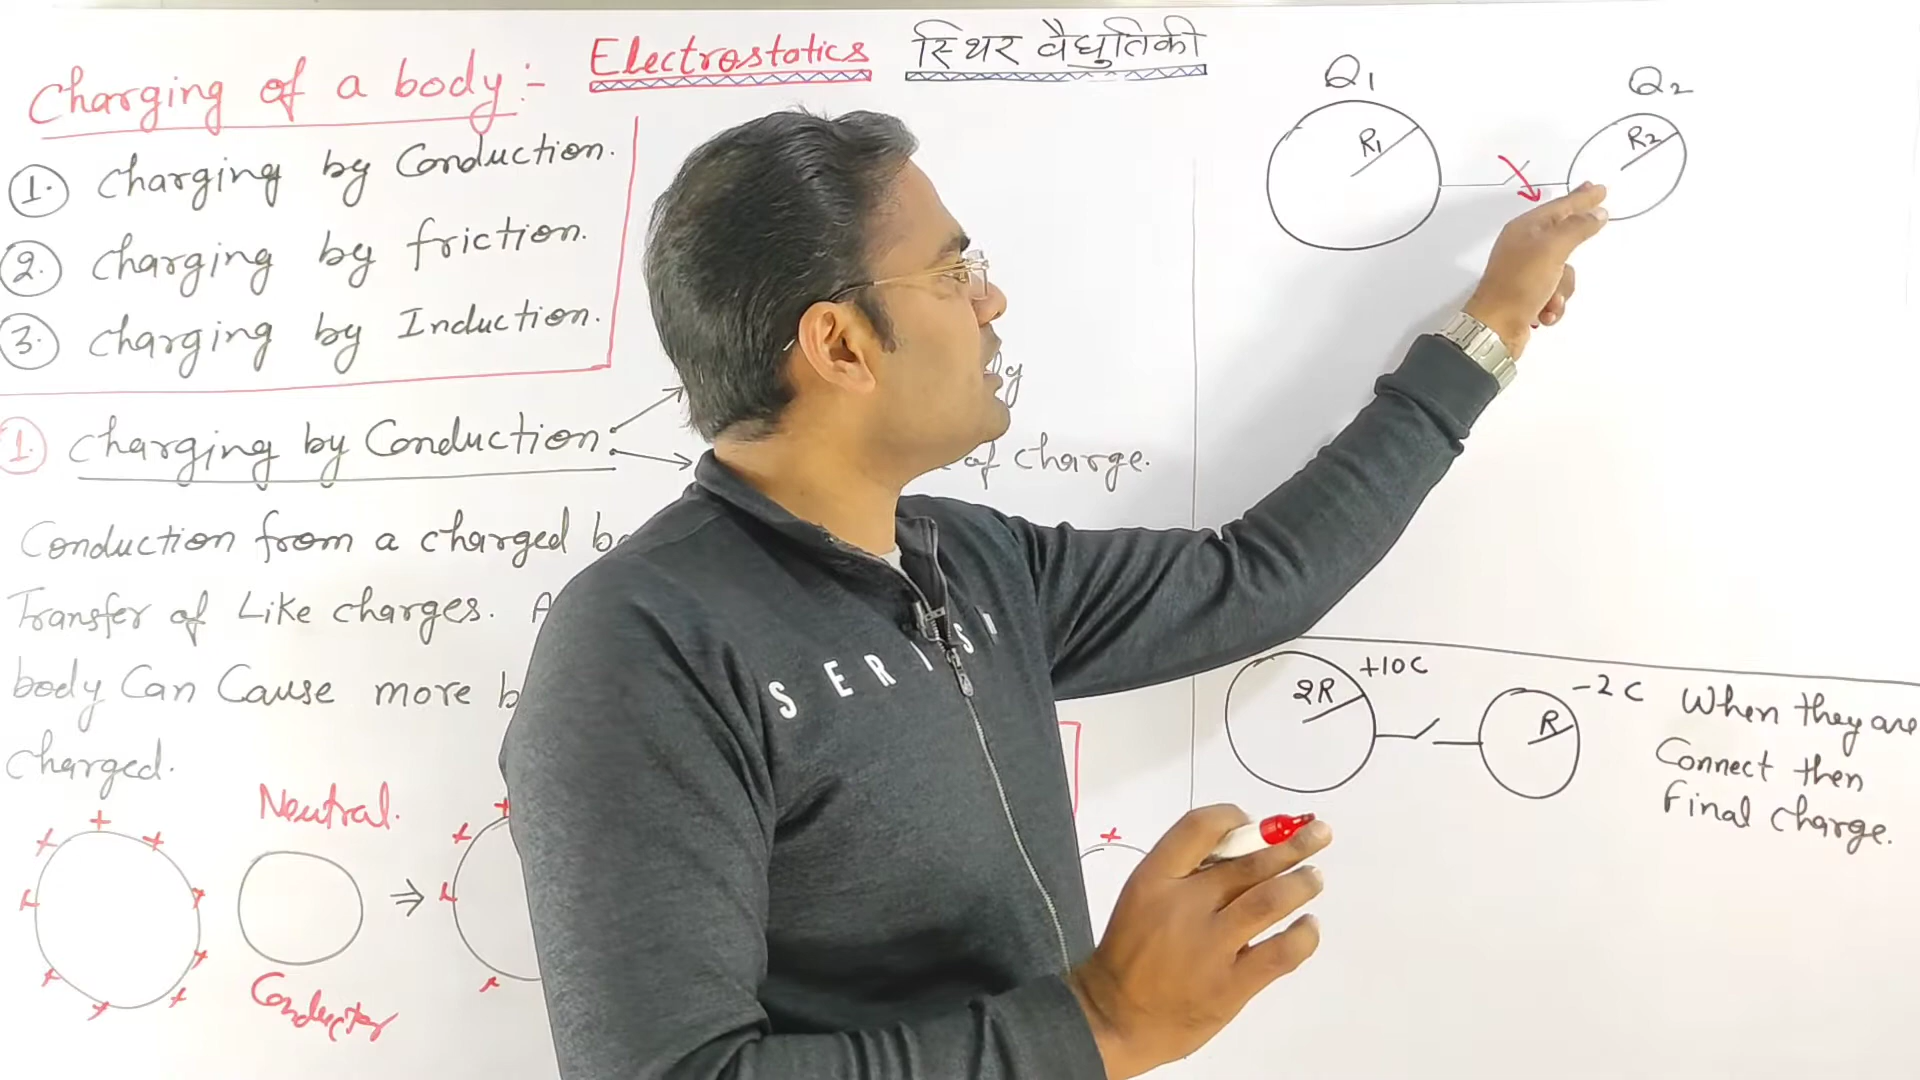 Electrostatics स्थिर वैद्युतिकी
Charging of a body:-
1. Charging by Conduction.
2. Charging by friction.
3. Charging by Induction.
1. Charging by Conduction
of charge.
Conduction from a charged
Transfer of Like charges.
body Can Cause more
charged.
Neutral.
Conductor
Q1 Q2
R1 R2
2R +10C
R -2C
When they are
Connect then
Final charge.
SERI